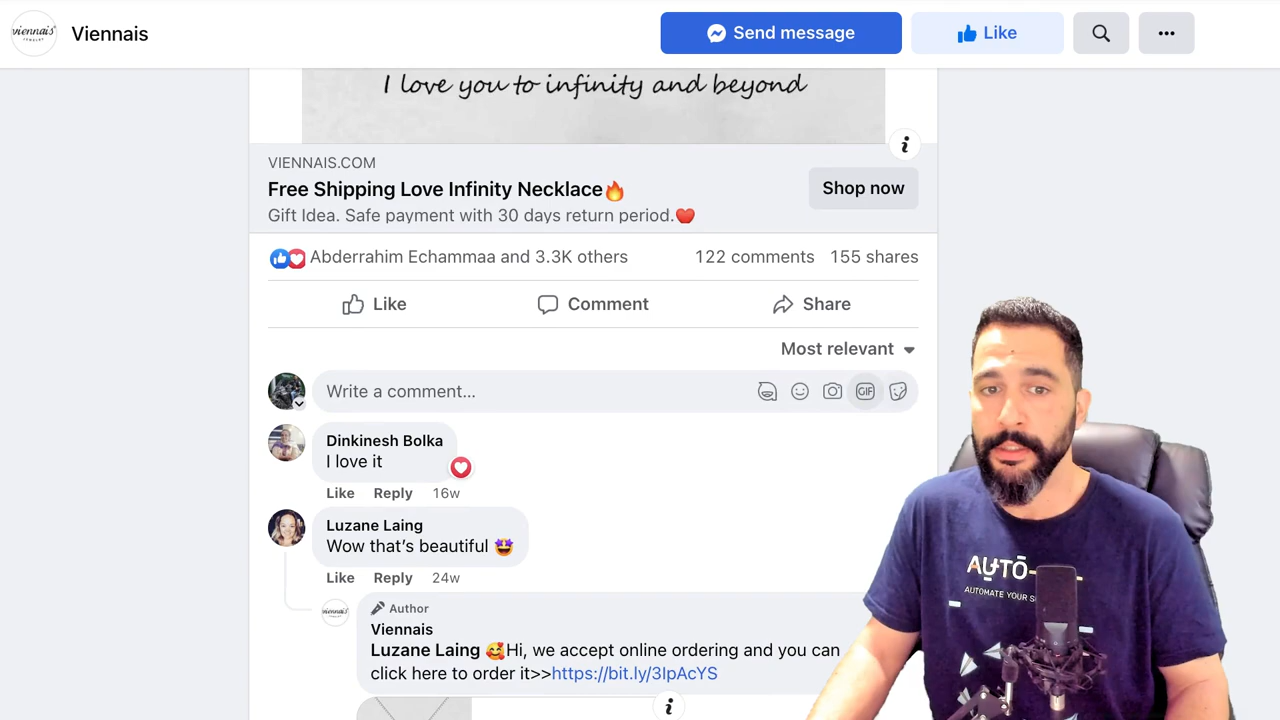 viennais
Viennais
Send message
Like
I love you to infinity and beyond
VIENNAIS.COM
Free Shipping Love Infinity Necklace🔥
Gift Idea. Safe payment with 30 days return period.❤️
Shop now
Abderrahim Echammaa and 3.3K others
122 comments
155 shares
Like
Comment
Share
Most relevant
Write a comment...
GIF
Dinkinesh Bolka
I love it
Like Reply 16w
Luzane Laing
Wow that's beautiful 🤩
Like Reply 24w
viennais
Author
Viennais
Luzane Laing 🥰Hi, we accept online ordering and you can
click here to order it>>https://bit.ly/3IpAcYS
AUTŌ
AUTOMATE YOUR